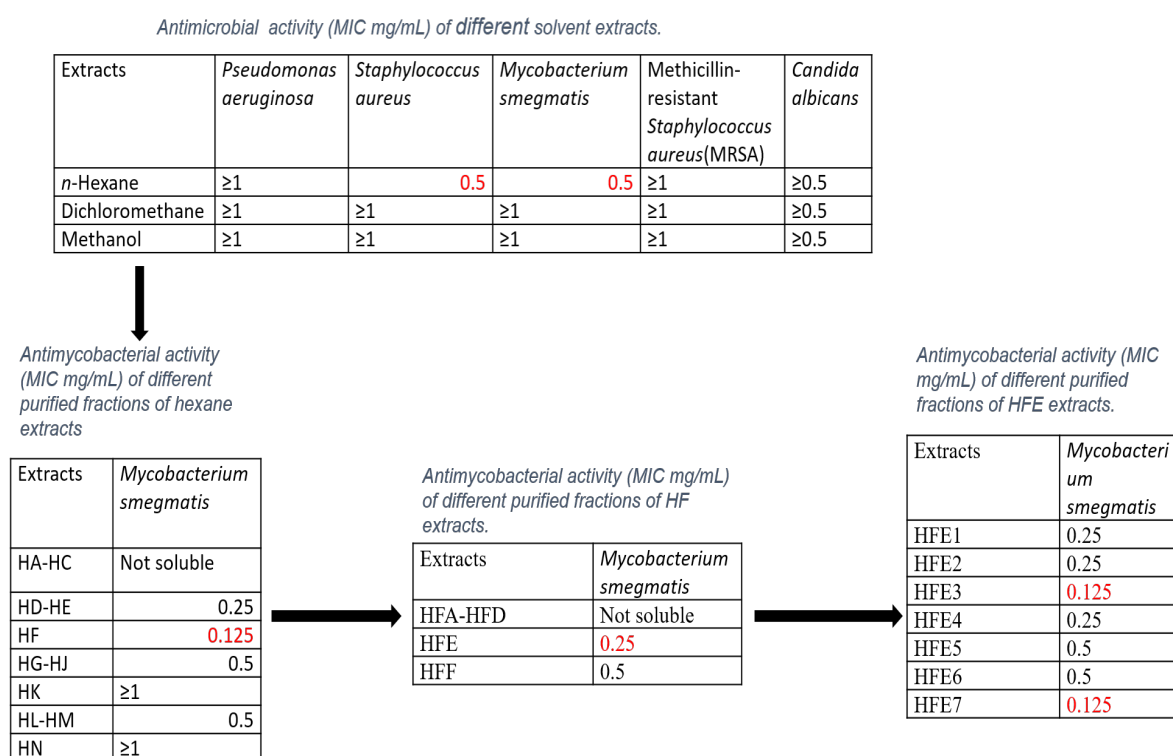 Antimicrobial activity (MIC mg/mL) of different solvent extracts.
Extracts Pseudomonas aeruginosa Staphylococcus aureus Mycobacterium smegmatis Methicillin-resistant Staphylococcus aureus(MRSA) Candida albicans
n-Hexane ≥1 0.5 0.5 ≥1 ≥0.5
Dichloromethane ≥1 ≥1 ≥1 ≥1 ≥0.5
Methanol ≥1 ≥1 ≥1 ≥1 ≥0.5
Antimycobacterial activity
(MIC mg/mL) of different
purified fractions of hexane
extracts
Extracts Mycobacterium smegmatis
HA-HC Not soluble
HD-HE 0.25
HF 0.125
HG-HJ 0.5
HK ≥1
HL-HM 0.5
HN ≥1
Antimycobacterial activity (MIC mg/mL)
of different purified fractions of HF
extracts.
Extracts Mycobacterium smegmatis
HFA-HFD Not soluble
HFE 0.25
HFF 0.5
Antimycobacterial activity (MIC
mg/mL) of different purified
fractions of HFE extracts.
Extracts Mycobacterium smegmatis
HFE1 0.25
HFE2 0.25
HFE3 0.125
HFE4 0.25
HFE5 0.5
HFE6 0.5
HFE7 0.125